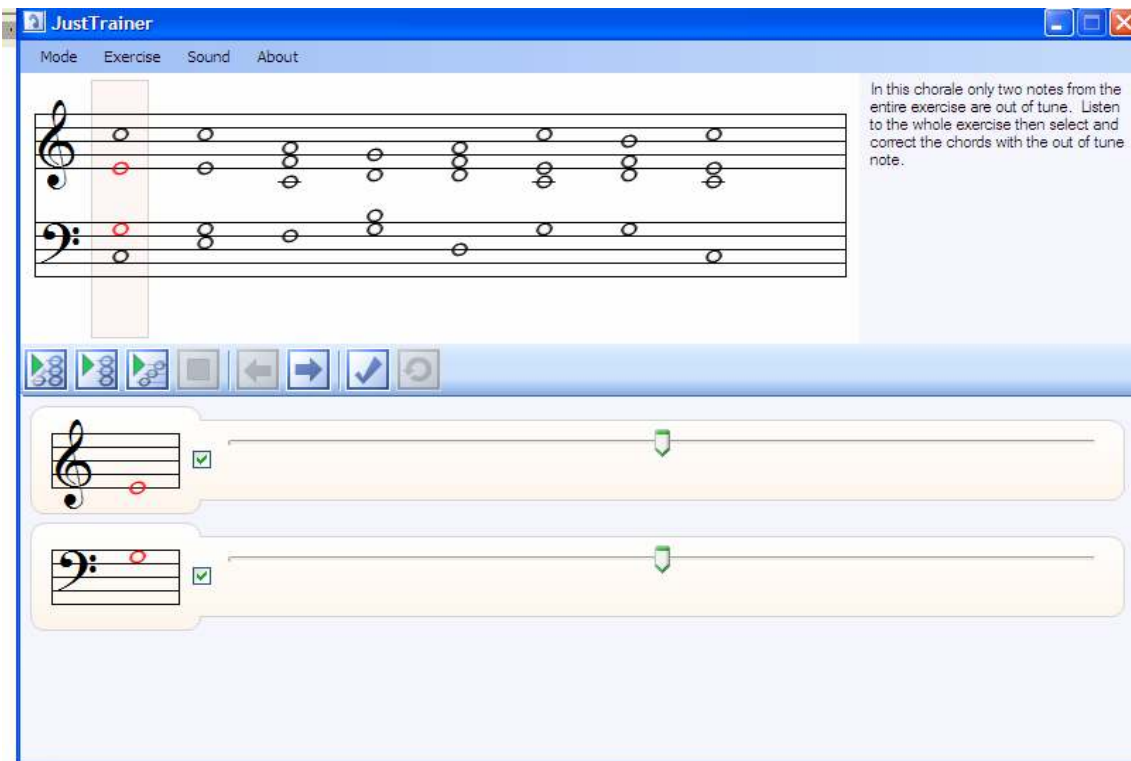 JustTrainer
Mode Exercise Sound About
In this chorale only two notes from the
entire exercise are out of tune. Listen
to the whole exercise then select and
correct the chords with the out of tune
note.